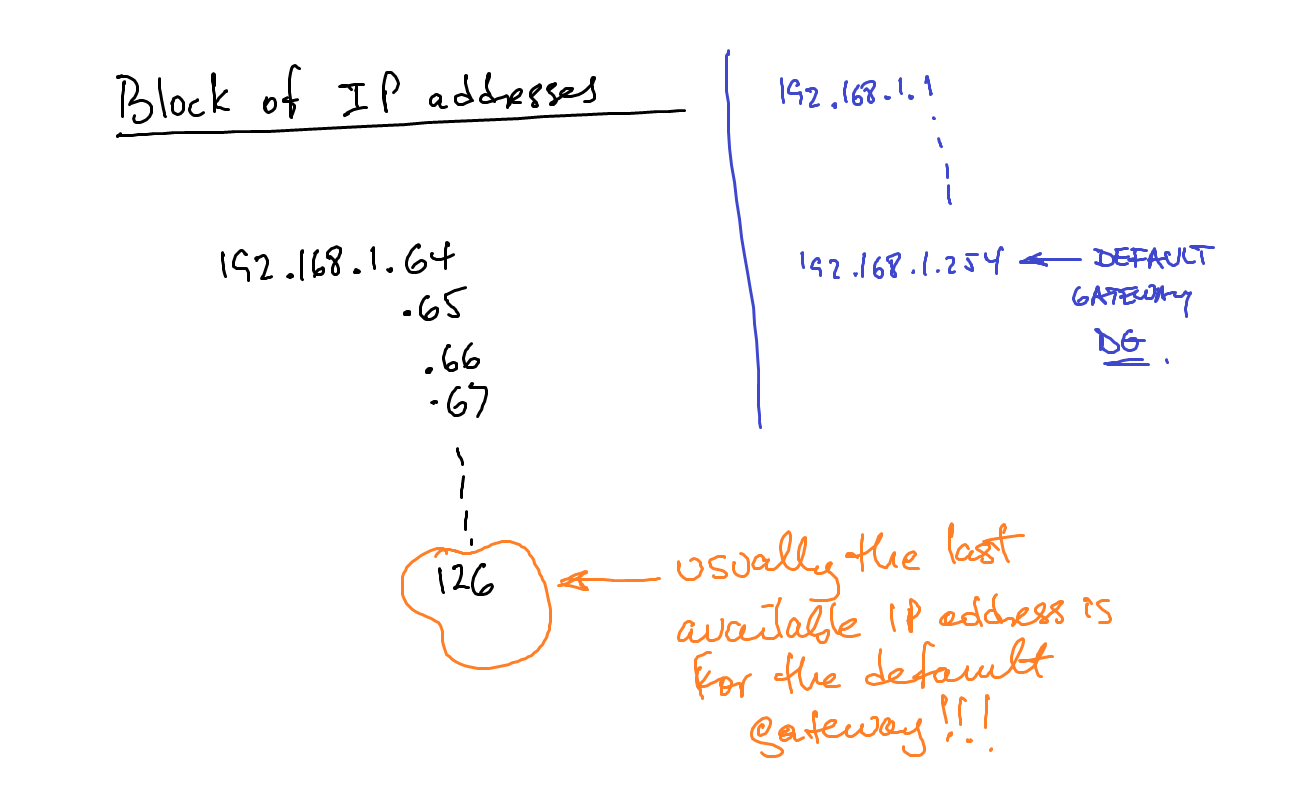 Block of IP addresses
192.168.1.64
.65
.66
.67
126
192.168.1.1
192.168.1.254 ← DEFAULT
GATEWAY
DG.
usually the last
available IP address is
For the default
gateway!!!